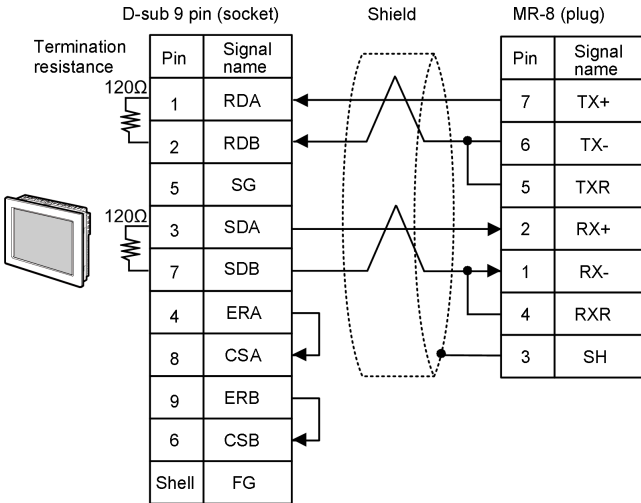 D-sub 9 pin (socket)
Shield
MR-8 (plug)
Termination
resistance
120Ω
120Ω
Pin Signal name
1 RDA
2 RDB
5 SG
3 SDA
7 SDB
4 ERA
8 CSA
9 ERB
6 CSB
Shell FG
Pin Signal name
7 TX+
6 TX-
5 TXR
2 RX+
1 RX-
4 RXR
3 SH